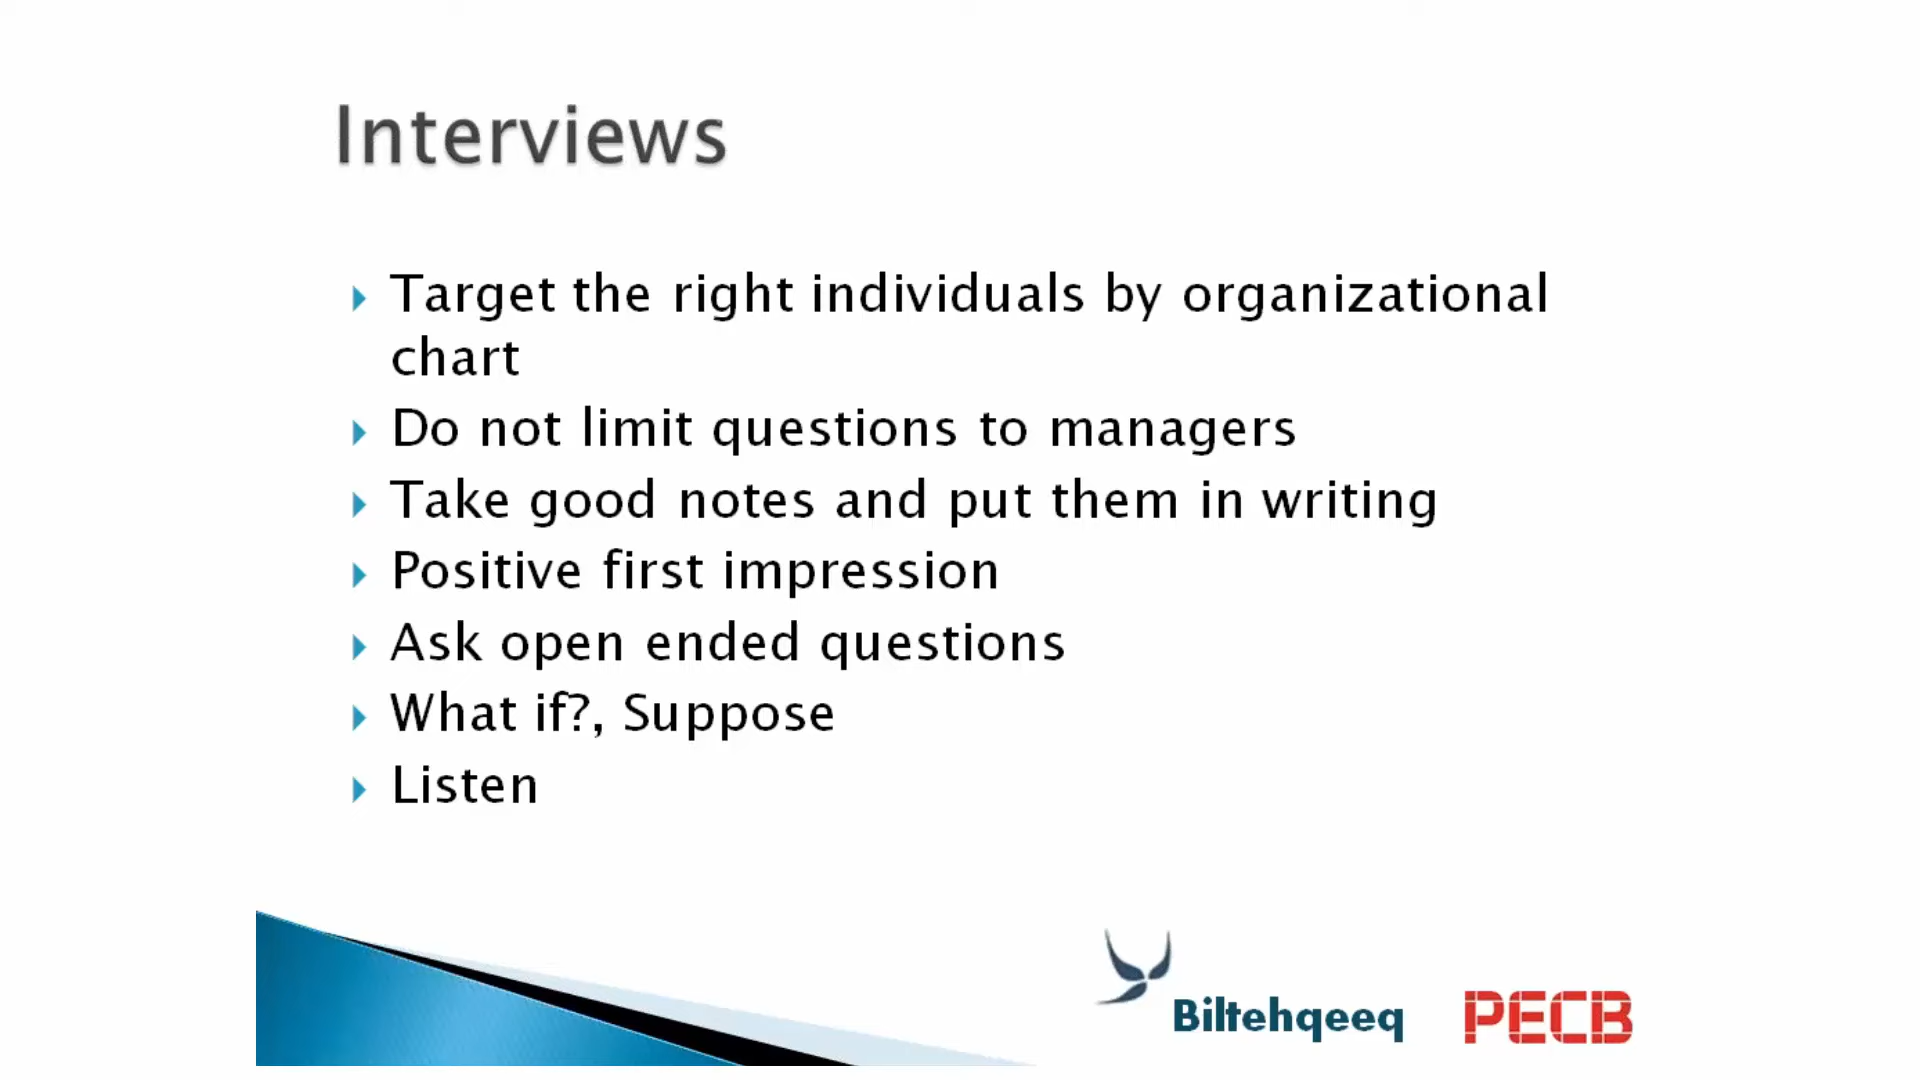 Interviews
Target the right individuals by organizational
chart
Do not limit questions to managers
Take good notes and put them in writing
Positive first impression
Ask open ended questions
What if?, Suppose
Listen
Biltehqeeq
PECB